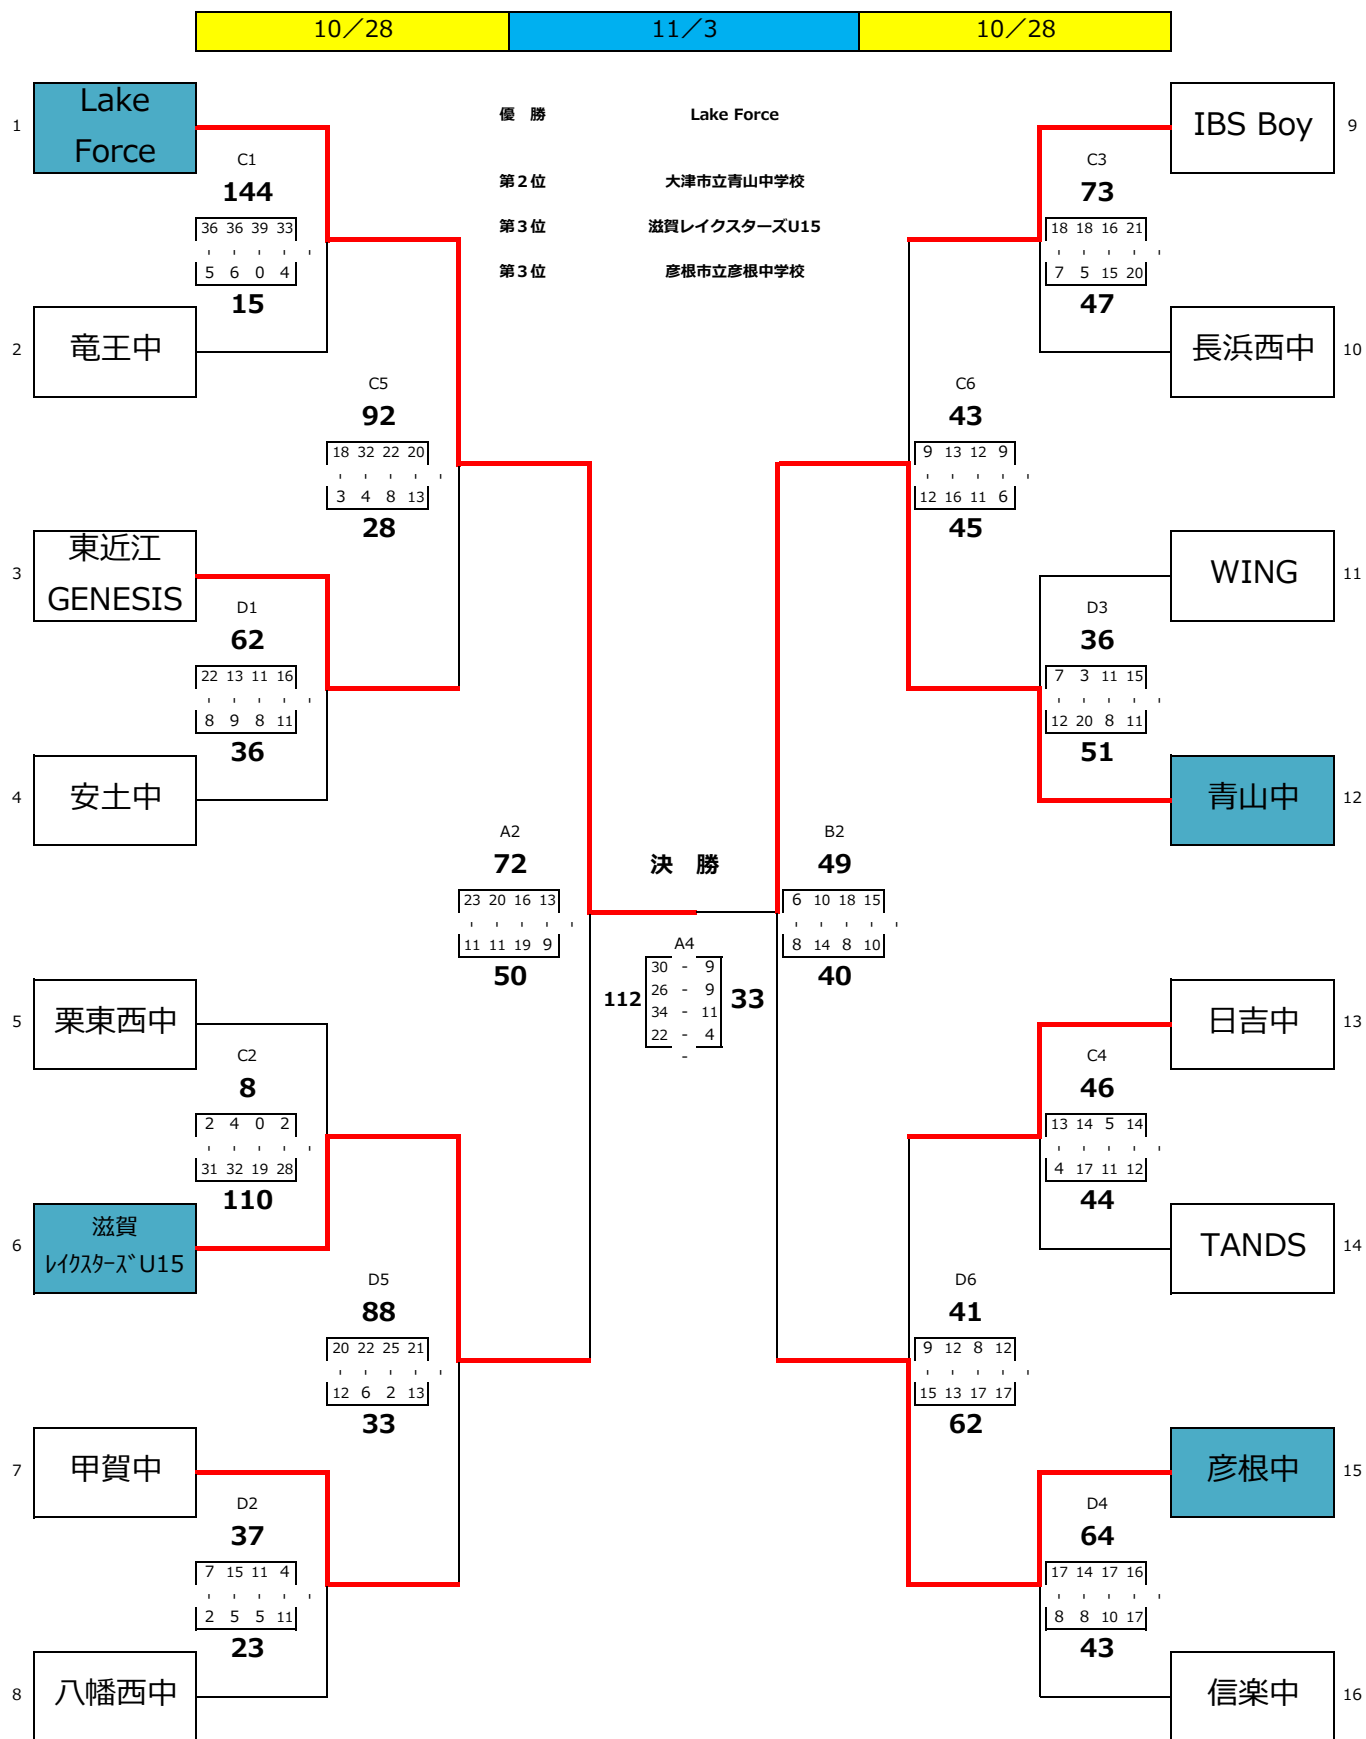 10／28 11／3 10／28
優　勝 Lake Force
第２位 大津市立青山中学校
第３位 滋賀レイクスターズU15
第３位 彦根市立彦根中学校
1 Lake
Force
C1
144
36 36 39 33
- - - - -
5 6 0 4
15
2 竜王中
C5
92
18 32 22 20
- - - - -
3 4 8 13
28
3 東近江
GENESIS
D1
62
22 13 11 16
- - - - -
8 9 8 11
36
4 安土中
A2
72
23 20 16 13
- - - - -
11 11 19 9
50
5 栗東西中
C2
8
2 4 0 2
- - - - -
31 32 19 28
110
6 滋賀
ﾚｲｸｽﾀｰｽﾞU15
D5
88
20 22 25 21
- - - - -
12 6 2 13
33
7 甲賀中
D2
37
7 15 11 4
- - - - -
2 5 5 11
23
8 八幡西中
決　勝
A4
30 - 9
26 - 9
112 33
34 - 11
22 - 4
-
IBS Boy 9
C3
73
18 18 16 21
- - - - -
7 5 15 20
47
長浜西中 10
C6
43
9 13 12 9
- - - - -
12 16 11 6
45
WING 11
D3
36
7 3 11 15
- - - - -
12 20 8 11
51
青山中 12
B2
49
6 10 18 15
- - - - -
8 14 8 10
40
日吉中 13
C4
46
13 14 5 14
- - - - -
4 17 11 12
44
TANDS 14
D6
41
9 12 8 12
- - - - -
15 13 17 17
62
彦根中 15
D4
64
17 14 17 16
- - - - -
8 8 10 17
43
信楽中 16